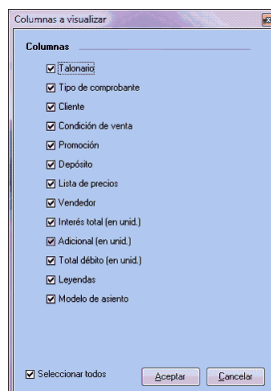 Columnas a visualizar
Columnas
Talonario
Tipo de comprobante
Cliente
Condición de venta
Promoción
Depósito
Lista de precios
Vendedor
Interés total (en unid.)
Adicional (en unid.)
Total débito (en unid.)
Leyendas
Modelo de asiento
Seleccionar todos
Aceptar
Cancelar